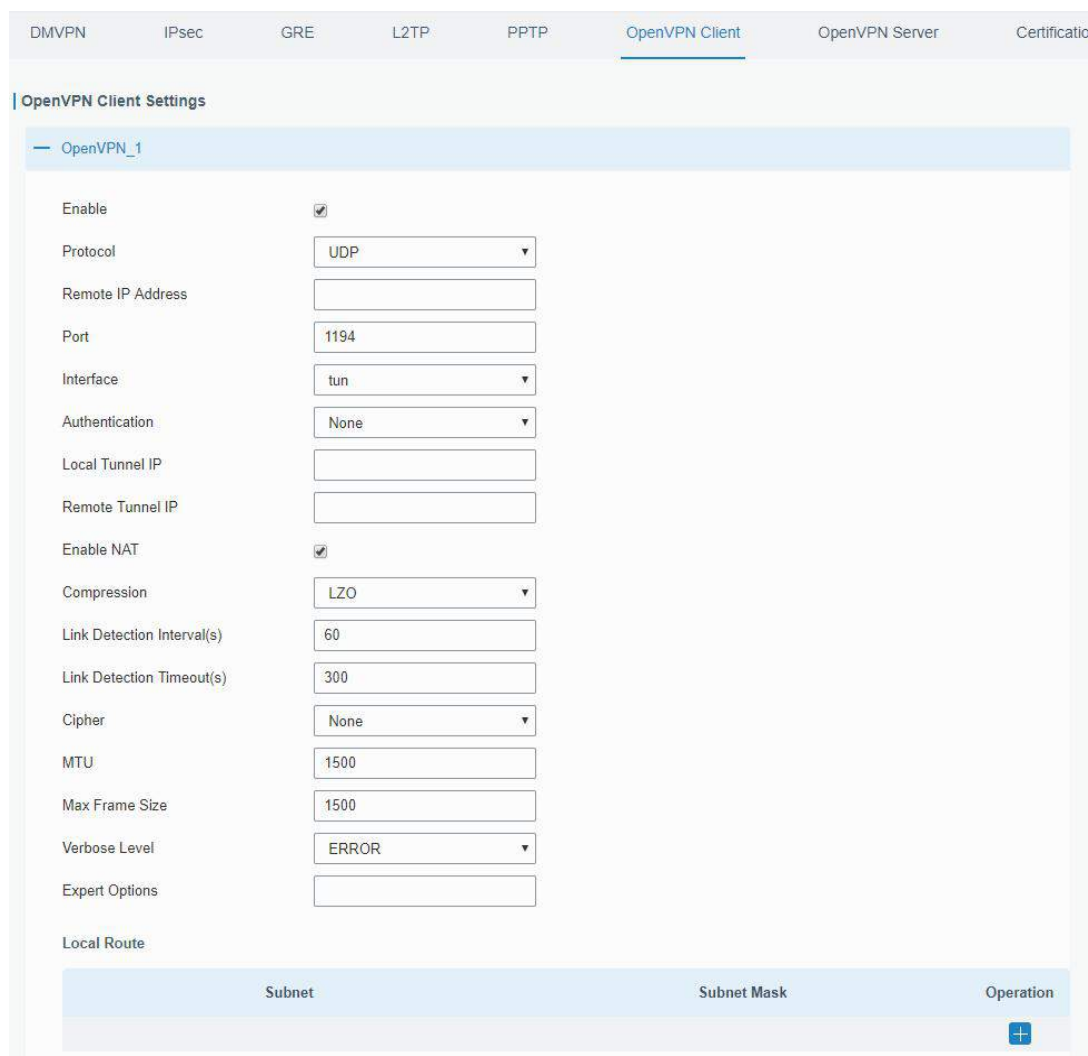 DMVPN IPsec GRE L2TP PPTP OpenVPN Client OpenVPN Server
OpenVPN Client Settings
OpenVPN_1
Enable
Protocol UDP
Remote IP Address
Port 1194
Interface tun
Authentication None
Local Tunnel IP
Remote Tunnel IP
Enable NAT
Compression LZO
Link Detection Interval(s) 60
Link Detection Timeout(s) 300
Cipher None
MTU 1500
Max Frame Size 1500
Verbose Level ERROR
Expert Options
Local Route
Subnet Subnet Mask Operation